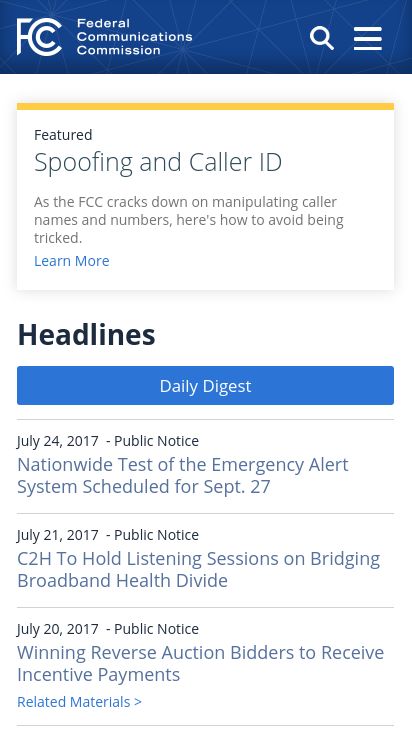 FCC
Federal
Communications
Commission
Featured
Spoofing and Caller ID
As the FCC cracks down on manipulating caller
names and numbers, here's how to avoid being
tricked.
Learn More
Headlines
Daily Digest
July 24, 2017 - Public Notice
Nationwide Test of the Emergency Alert
System Scheduled for Sept. 27
July 21, 2017 - Public Notice
C2H To Hold Listening Sessions on Bridging
Broadband Health Divide
July 20, 2017 - Public Notice
Winning Reverse Auction Bidders to Receive
Incentive Payments
Related Materials >